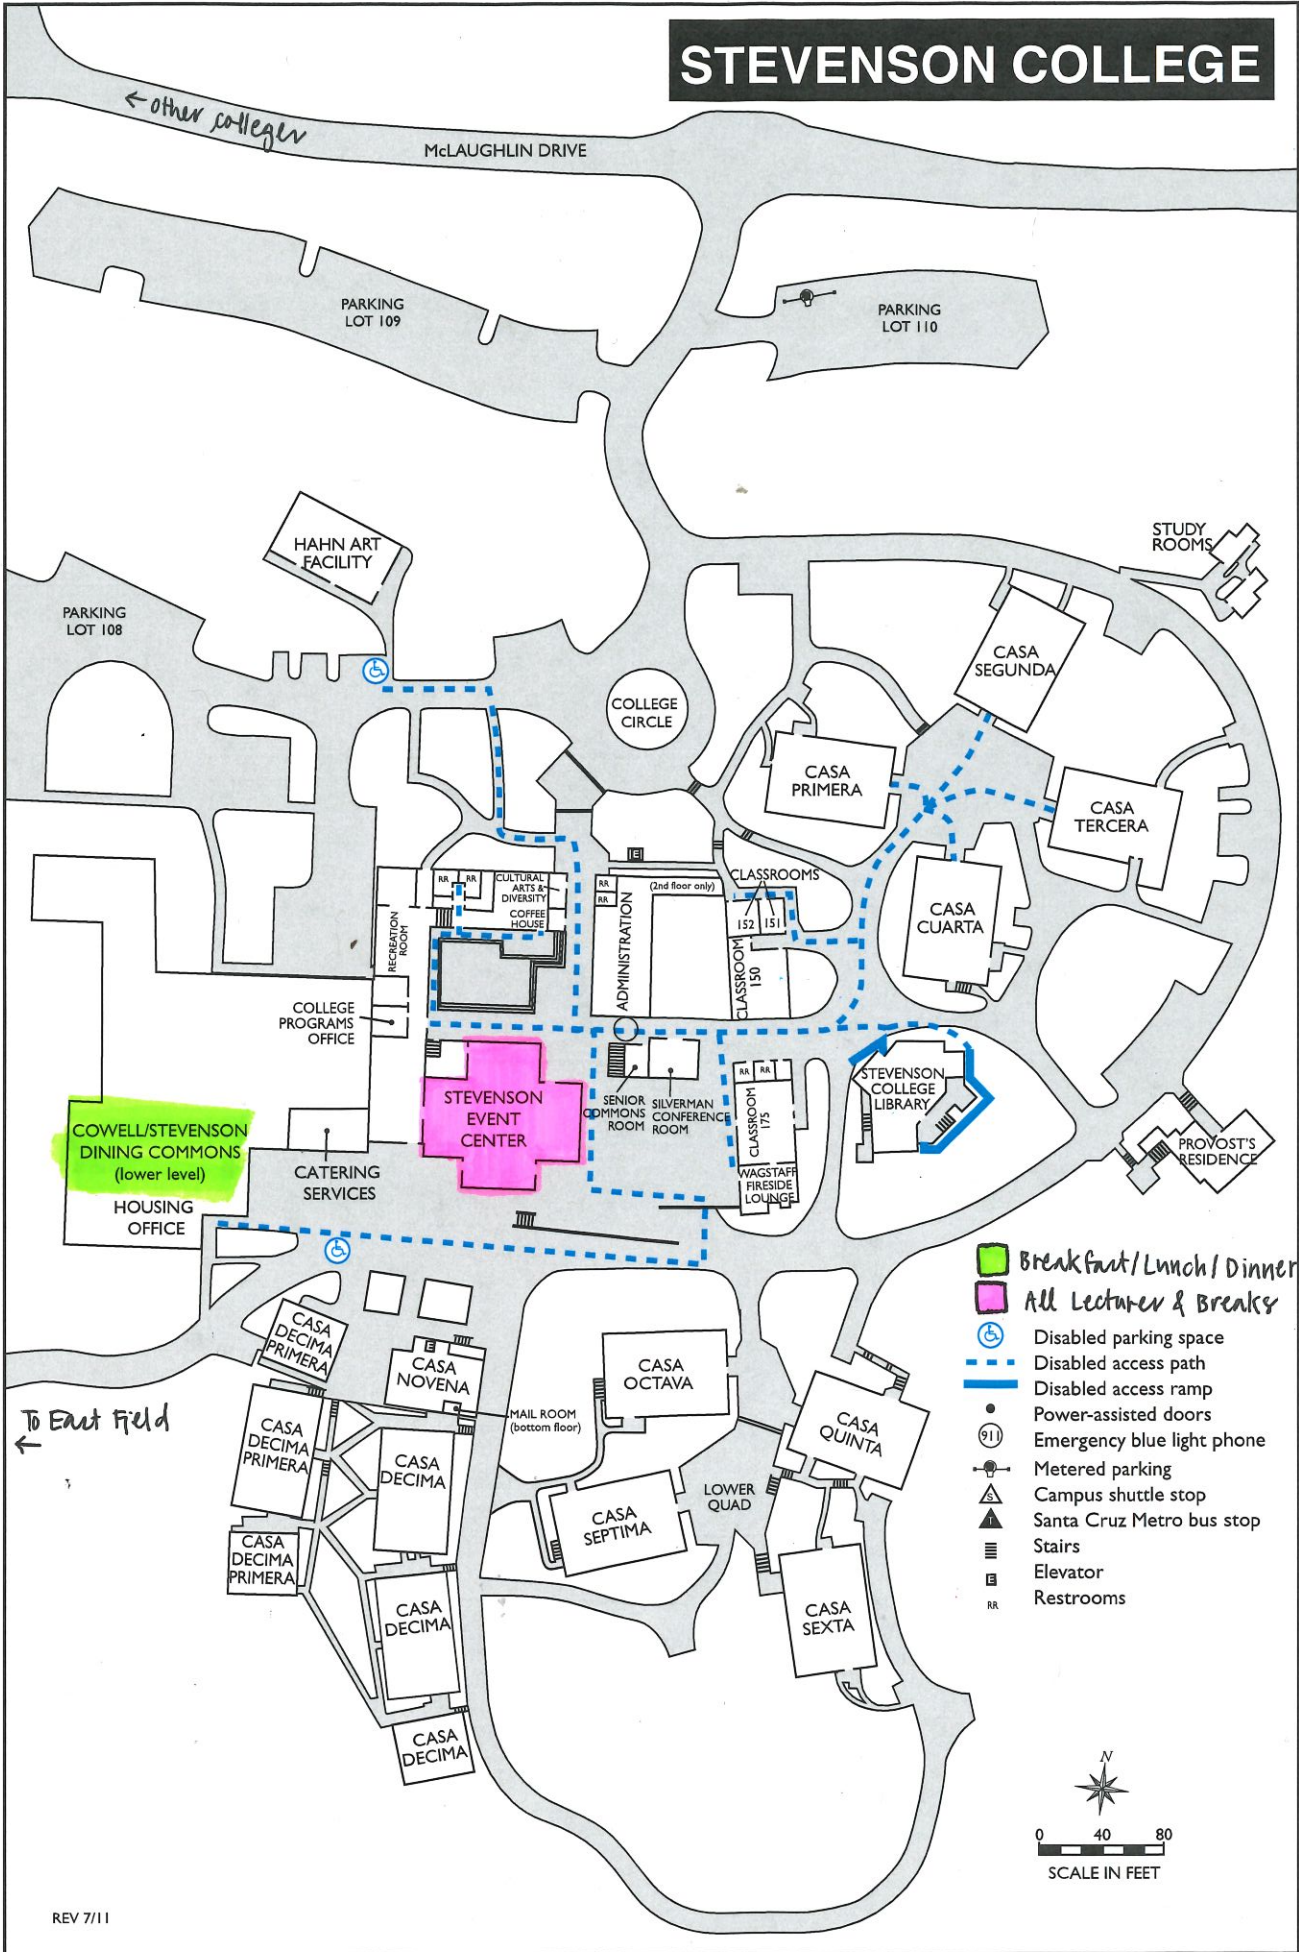 STEVENSON COLLEGE
← other colleges
McLAUGHLIN DRIVE
PARKING
LOT 109
PARKING
LOT 110
STUDY
ROOMS
HAHN ART
FACILITY
PARKING
LOT 108
CASA
SEGUNDA
COLLEGE
CIRCLE
CASA
PRIMERA
CASA
TERCERA
E
CLASSROOMS
RR
RR
CULTURAL
ARTS &
DIVERSITY
COFFEE
HOUSE
RR
RR
(2nd floor only)
152
151
CASA
CUARTA
RECREATION
ROOM
ADMINISTRATION
CLASSROOM
150
COLLEGE
PROGRAMS
OFFICE
STEVENSON
EVENT
CENTER
SENIOR
COMMONS
ROOM
SILVERMAN
CONFERENCE
ROOM
RR
RR
CLASSROOM
175
WAGSTAFF
FIRESIDE
LOUNGE
STEVENSON
COLLEGE
LIBRARY
PROVOST'S
RESIDENCE
COWELL/STEVENSON
DINING COMMONS
(lower level)
HOUSING
OFFICE
CATERING
SERVICES
CASA
DECIMA
PRIMERA
E
CASA
NOVENA
MAIL ROOM
(bottom floor)
CASA
OCTAVA
CASA
QUINTA
To East Field
←
CASA
DECIMA
PRIMERA
CASA
DECIMA
LOWER
QUAD
CASA
SEPTIMA
CASA
DECIMA
PRIMERA
CASA
DECIMA
CASA
SEXTA
CASA
DECIMA
Breakfast/Lunch/Dinner
All Lectures & Breaks
Disabled parking space
Disabled access path
Disabled access ramp
Power-assisted doors
911 Emergency blue light phone
Metered parking
S Campus shuttle stop
T Santa Cruz Metro bus stop
Stairs
E Elevator
RR Restrooms
N
0 40 80
SCALE IN FEET
REV 7/11